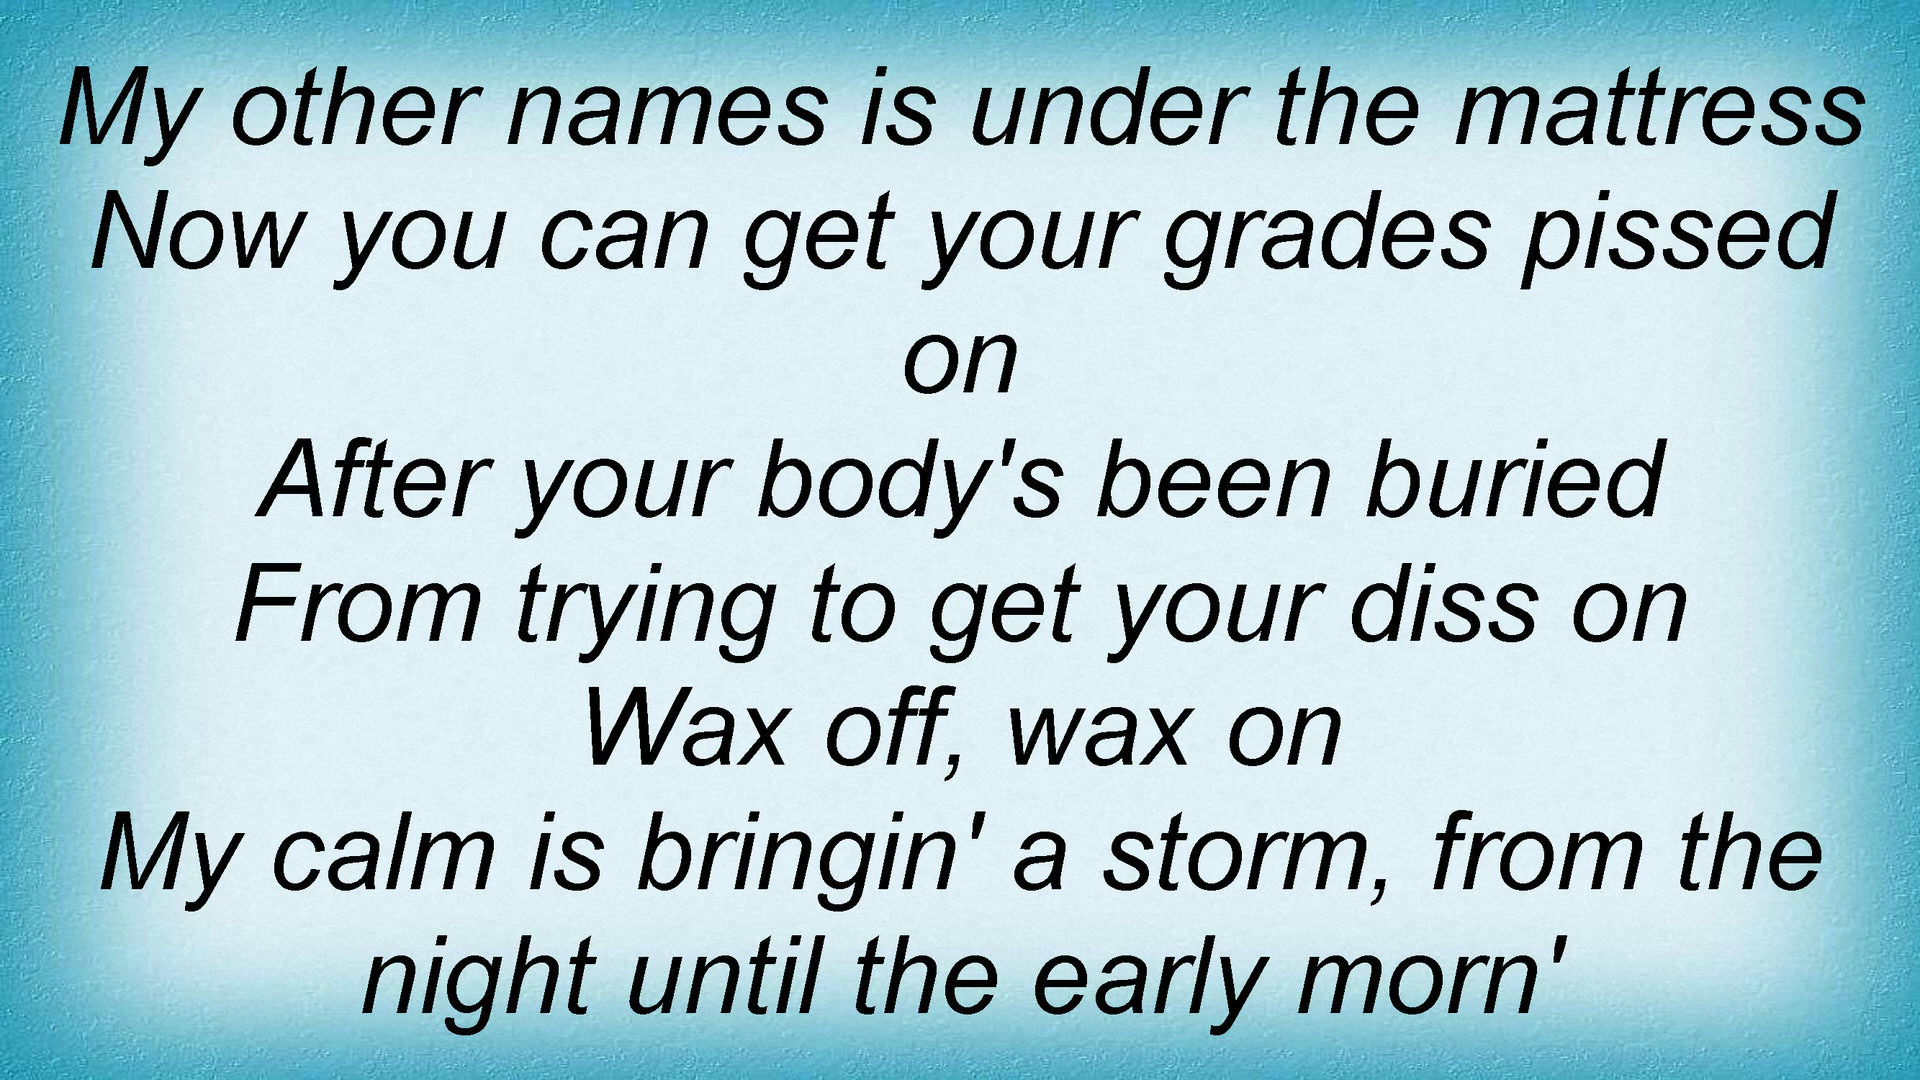 My other names is under the mattress
Now you can get your grades pissed
on
After your body's been buried
From trying to get your diss on
Wax off, wax on
My calm is bringin' a storm, from the
night until the early morn'